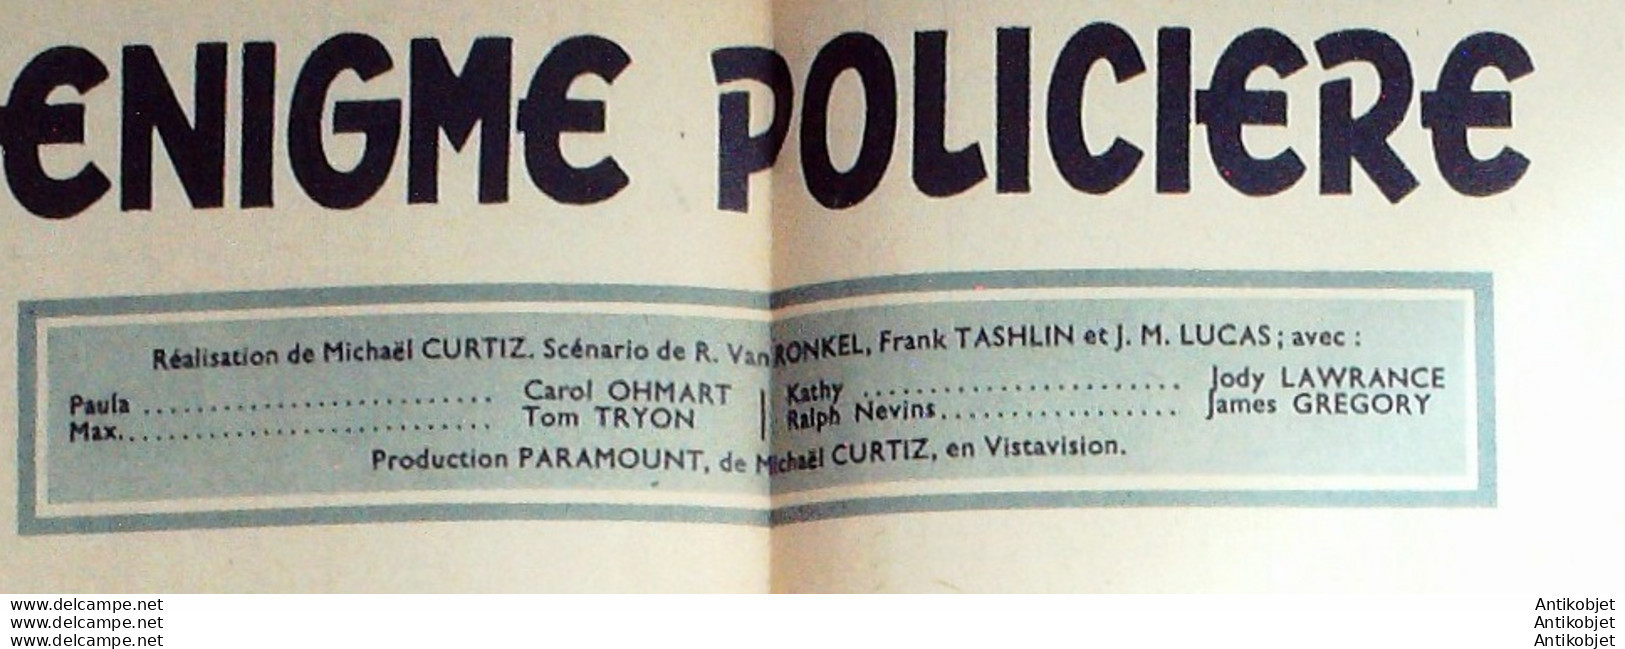 ENIGME POLICIERE
Réalisation de Michaël CURTIZ. Scénario de R. Van RONKEL, Frank TASHLIN et J. M. LUCAS ; avec :
Paula .......................... Carol OHMART | Kathy ........................ Jody LAWRANCE
Max............................ Tom TRYON | Ralph Nevins.................. James GREGORY
Production PARAMOUNT, de Michaël CURTIZ, en Vistavision.
www.delcampe.net Antikobjet
www.delcampe.net Antikobjet
www.delcampe.net Antikobjet